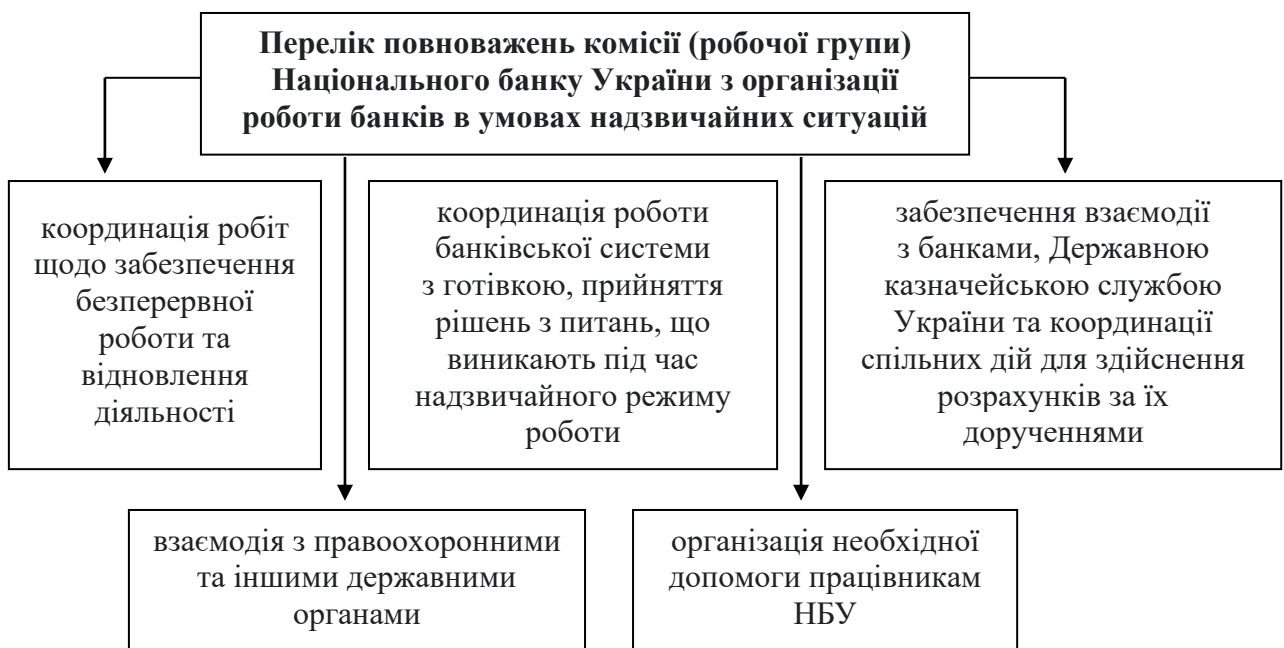 Перелік повноважень комісії (робочої групи)
Національного банку України з організації
роботи банків в умовах надзвичайних ситуацій
координація робіт
щодо забезпечення
безперервної
роботи та
відновлення
діяльності
координація роботи
банківської системи
з готівкою, прийняття
рішень з питань, що
виникають під час
надзвичайного режиму
роботи
забезпечення взаємодії
з банками, Державною
казначейською службою
України та координації
спільних дій для здійснення
розрахунків за їх
дорученнями
взаємодія з правоохоронними
та іншими державними
органами
організація необхідної
допомоги працівникам
НБУ